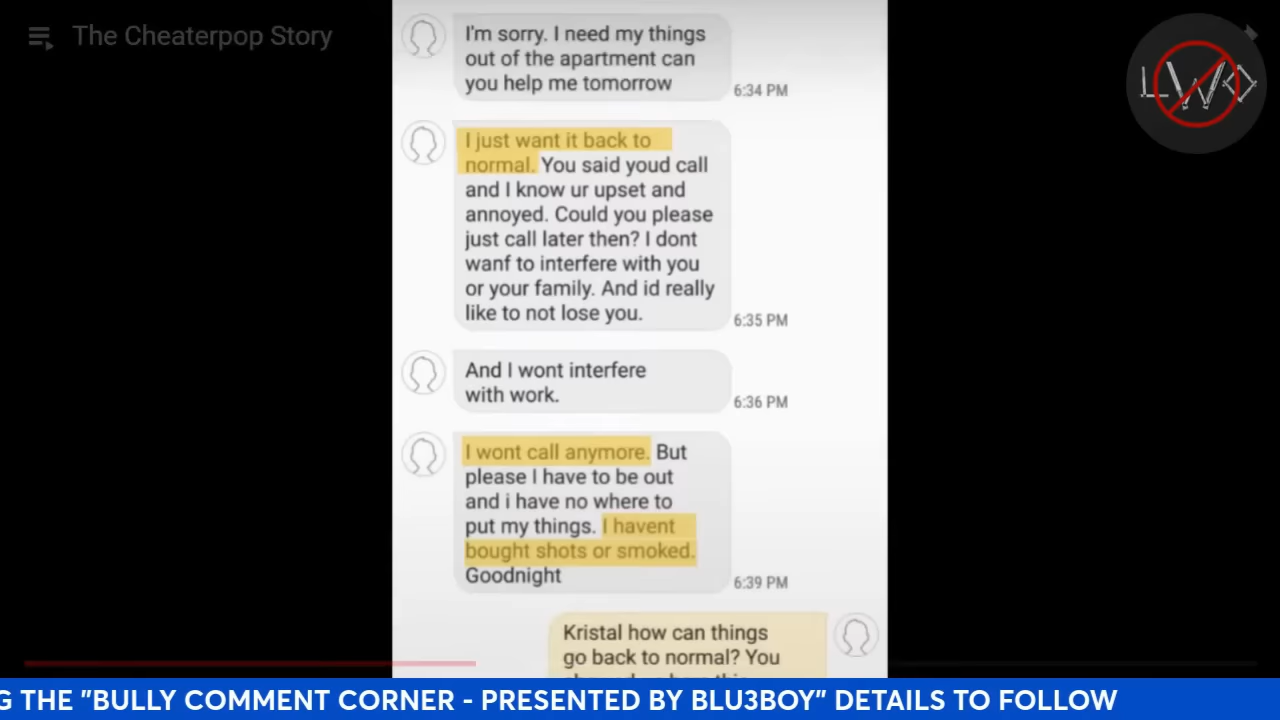 The Cheaterpop Story
LWD
I'm sorry. I need my things
out of the apartment can
you help me tomorrow
6:34 PM
I just want it back to
normal. You said youd call
and I know ur upset and
annoyed. Could you please
just call later then? I dont
wanf to interfere with you
or your family. And id really
like to not lose you.
6:35 PM
And I wont interfere
with work.
6:36 PM
I wont call anymore. But
please I have to be out
and i have no where to
put my things. I havent
bought shots or smoked.
Goodnight
6:39 PM
Kristal how can things
go back to normal? You
G THE "BULLY COMMENT CORNER - PRESENTED BY BLU3BOY" DETAILS TO FOLLOW